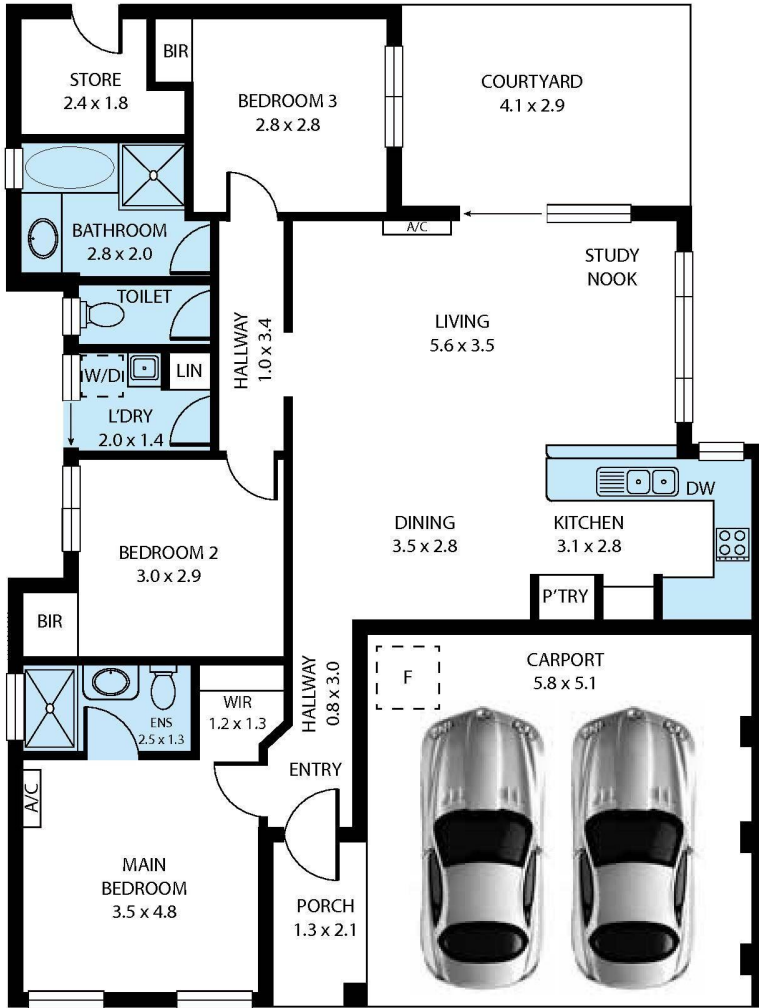 STORE
2.4 x 1.8
BIR
BEDROOM 3
2.8 x 2.8
COURTYARD
4.1 x 2.9
BATHROOM
2.8 x 2.0
A/C
STUDY
NOOK
TOILET
HALLWAY
1.0 x 3.4
LIVING
5.6 x 3.5
W/D
LIN
L'DRY
2.0 x 1.4
DW
DINING
3.5 x 2.8
KITCHEN
3.1 x 2.8
BEDROOM 2
3.0 x 2.9
P'TRY
BIR
CARPORT
5.8 x 5.1
F
HALLWAY
0.8 x 3.0
WIR
1.2 x 1.3
ENS
2.5 x 1.3
ENTRY
A/C
MAIN
BEDROOM
3.5 x 4.8
PORCH
1.3 x 2.1